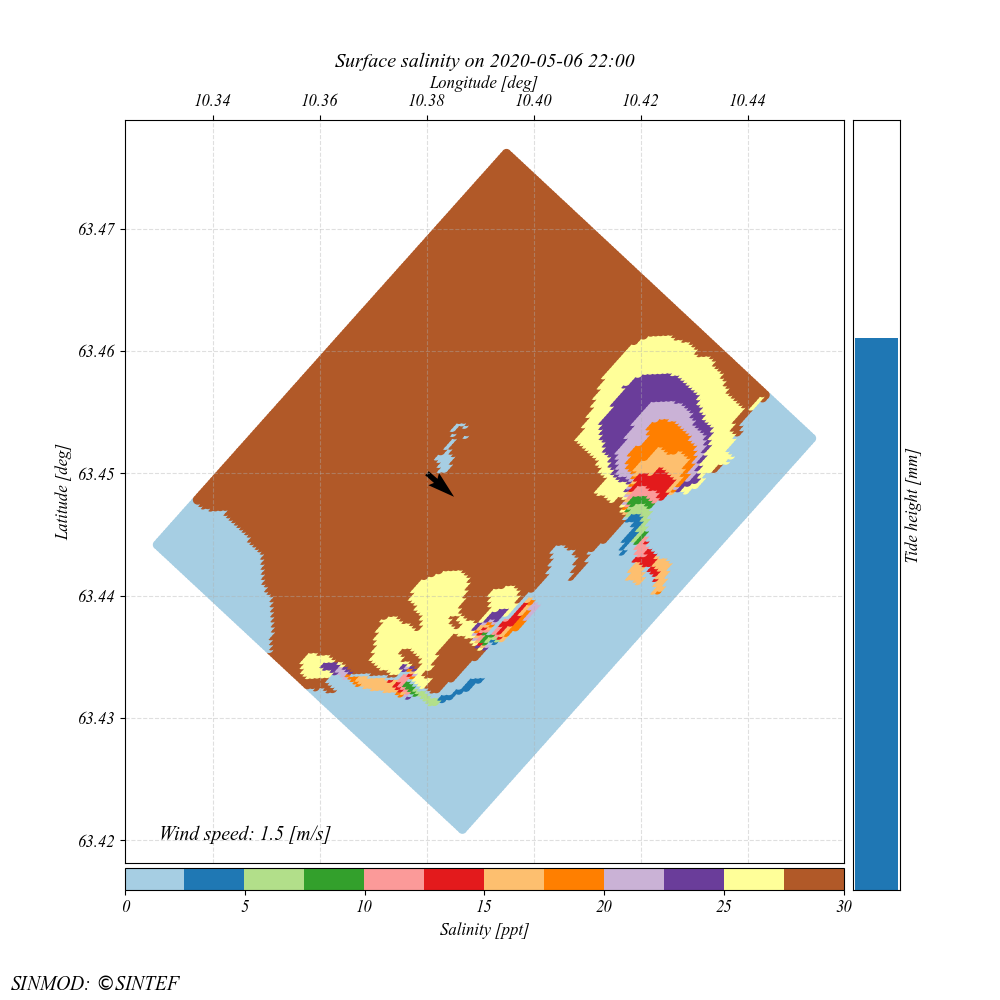 Surface salinity on 2020-05-06 22:00
Longitude [deg]
10.34 10.36 10.38 10.40 10.42 10.44
63.47
63.46
63.45
63.44
63.43
63.42
Latitude [deg]
Tide height [mm]
Wind speed: 1.5 [m/s]
0 5 10 15 20 25 30
Salinity [ppt]
SINMOD: ©SINTEF